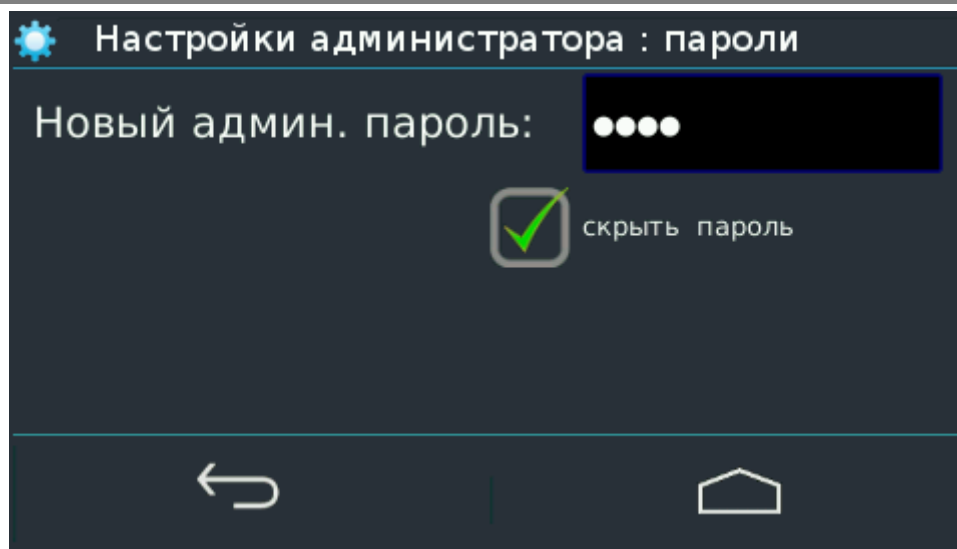 Настройки администратора : пароли
Новый админ. пароль:
скрыть пароль